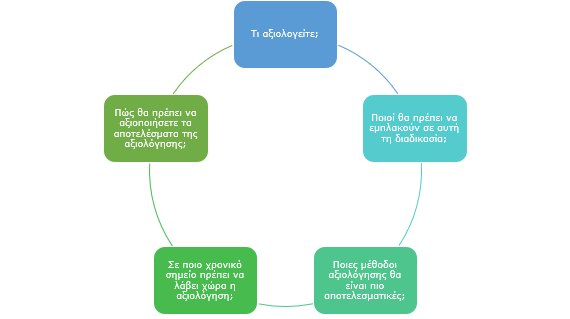 Τι αξιολογείτε;
Ποιοί θα πρέπει να
εμπλακούν σε αυτή
τη διαδικασία;
Ποιες μέθοδοι
αξιολόγησης θα
είναι πιο
αποτελεσματικές;
Σε ποιο χρονικό
σημείο πρέπει να
λάβει χώρα η
αξιολόγηση;
Πώς θα πρέπει να
αξιοποιήσετε τα
αποτελέσματα της
αξιολόγησης;